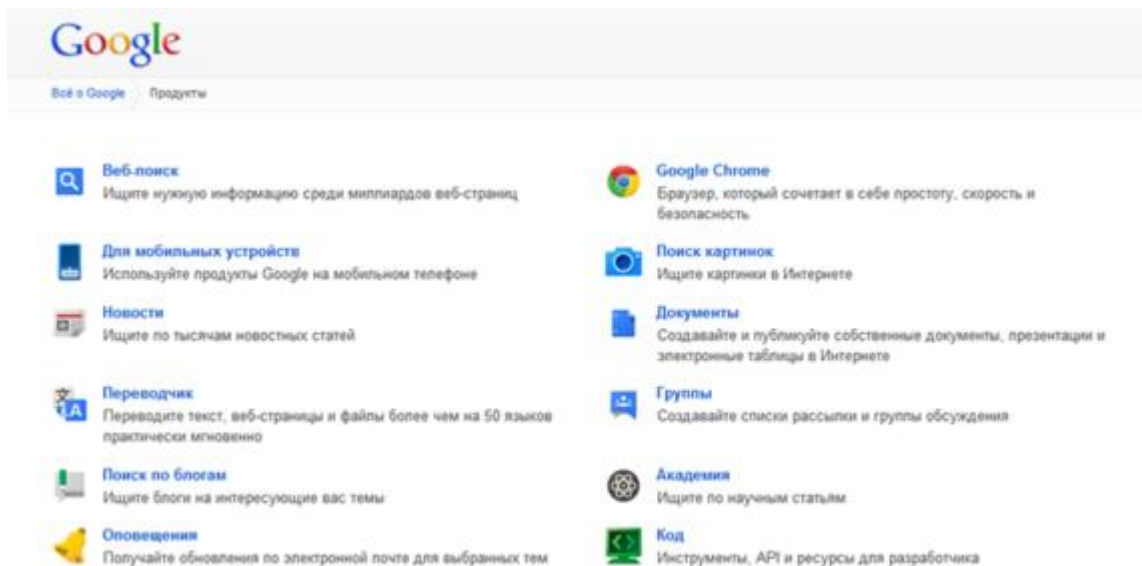 Google
Всё о Google
Продукты
Веб-поиск
Ищите нужную информацию среди миллиардов веб-страниц
Google Chrome
Браузер, который сочетает в себе простоту, скорость и
безопасность
Для мобильных устройств
Используйте продукты Google на мобильном телефоне
Поиск картинок
Ищите картинки в Интернете
Новости
Ищите по тысячам новостных статей
Документы
Создавайте и публикуйте собственные документы, презентации и
электронные таблицы в Интернете
Переводчик
Переводите текст, веб-страницы и файлы более чем на 50 языков
практически мгновенно
Группы
Создавайте списки рассылки и группы обсуждения
Поиск по блогам
Ищите блоги на интересующие вас темы
Академия
Ищите по научным статьям
Оповещения
Получайте обновления по электронной почте для выбранных тем
Код
Инструменты, API и ресурсы для разработчика